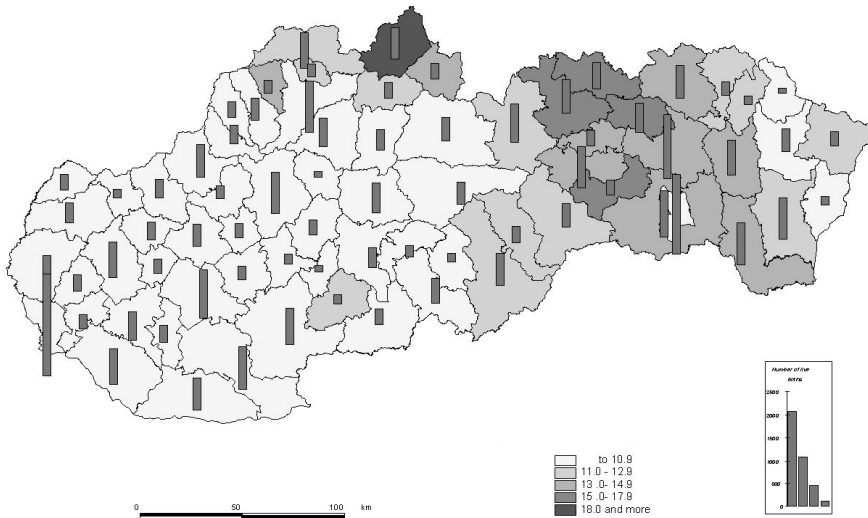 Number of live
births
2500
2000
1500
1000
500
0
to 10.9
11.0 - 12.9
13 .0- 14.9
15 .0- 17.9
18.0 and more
0 50 100 km